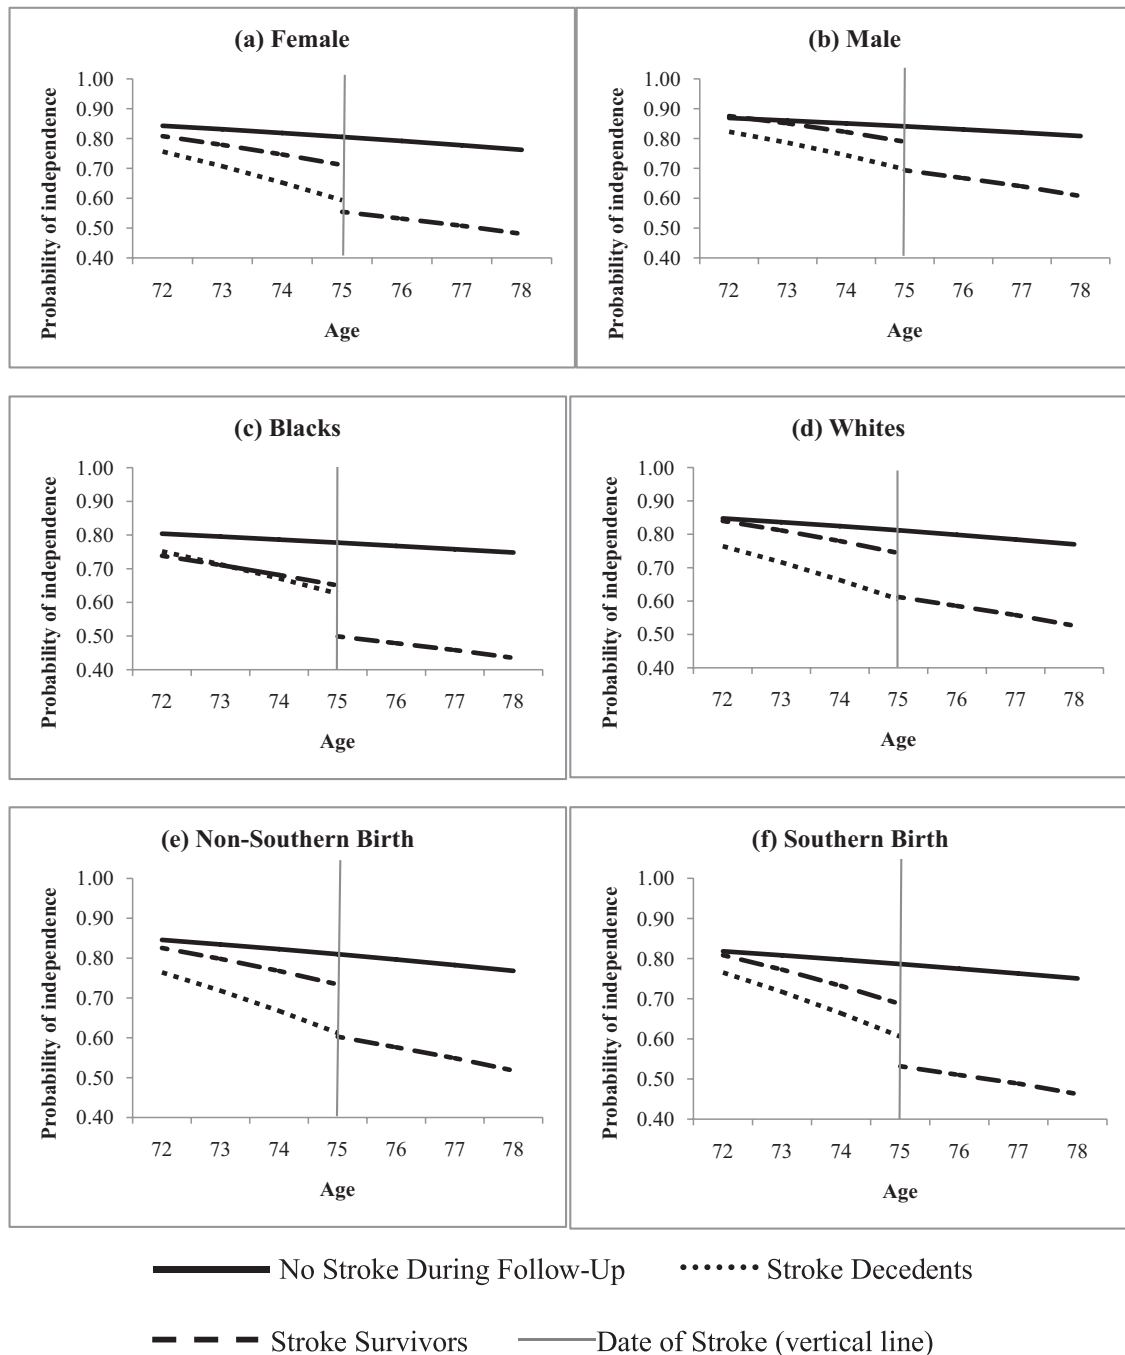 (a) Female
Probability of independence
1.00
0.90
0.80
0.70
0.60
0.50
0.40
72 73 74 75 76 77 78
Age
(b) Male
Probability of independence
1.00
0.90
0.80
0.70
0.60
0.50
0.40
72 73 74 75 76 77 78
Age
(c) Blacks
Probability of independence
1.00
0.90
0.80
0.70
0.60
0.50
0.40
72 73 74 75 76 77 78
Age
(d) Whites
Probability of independence
1.00
0.90
0.80
0.70
0.60
0.50
0.40
72 73 74 75 76 77 78
Age
(e) Non-Southern Birth
Probability of independence
1.00
0.90
0.80
0.70
0.60
0.50
0.40
72 73 74 75 76 77 78
Age
(f) Southern Birth
Probability of independence
1.00
0.90
0.80
0.70
0.60
0.50
0.40
72 73 74 75 76 77 78
Age
No Stroke During Follow-Up
Stroke Decedents
Stroke Survivors
Date of Stroke (vertical line)